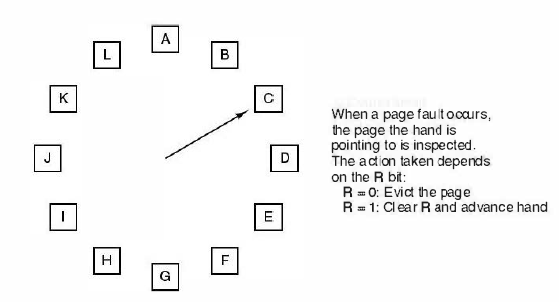 A
L
B
K
C
When a page fault occurs,
the page the hand is
pointing to is inspected.
J
D
The action taken depends
on the R bit:
R = 0: Evict the page
R = 1: Clear R and advance hand
I
E
H
F
G